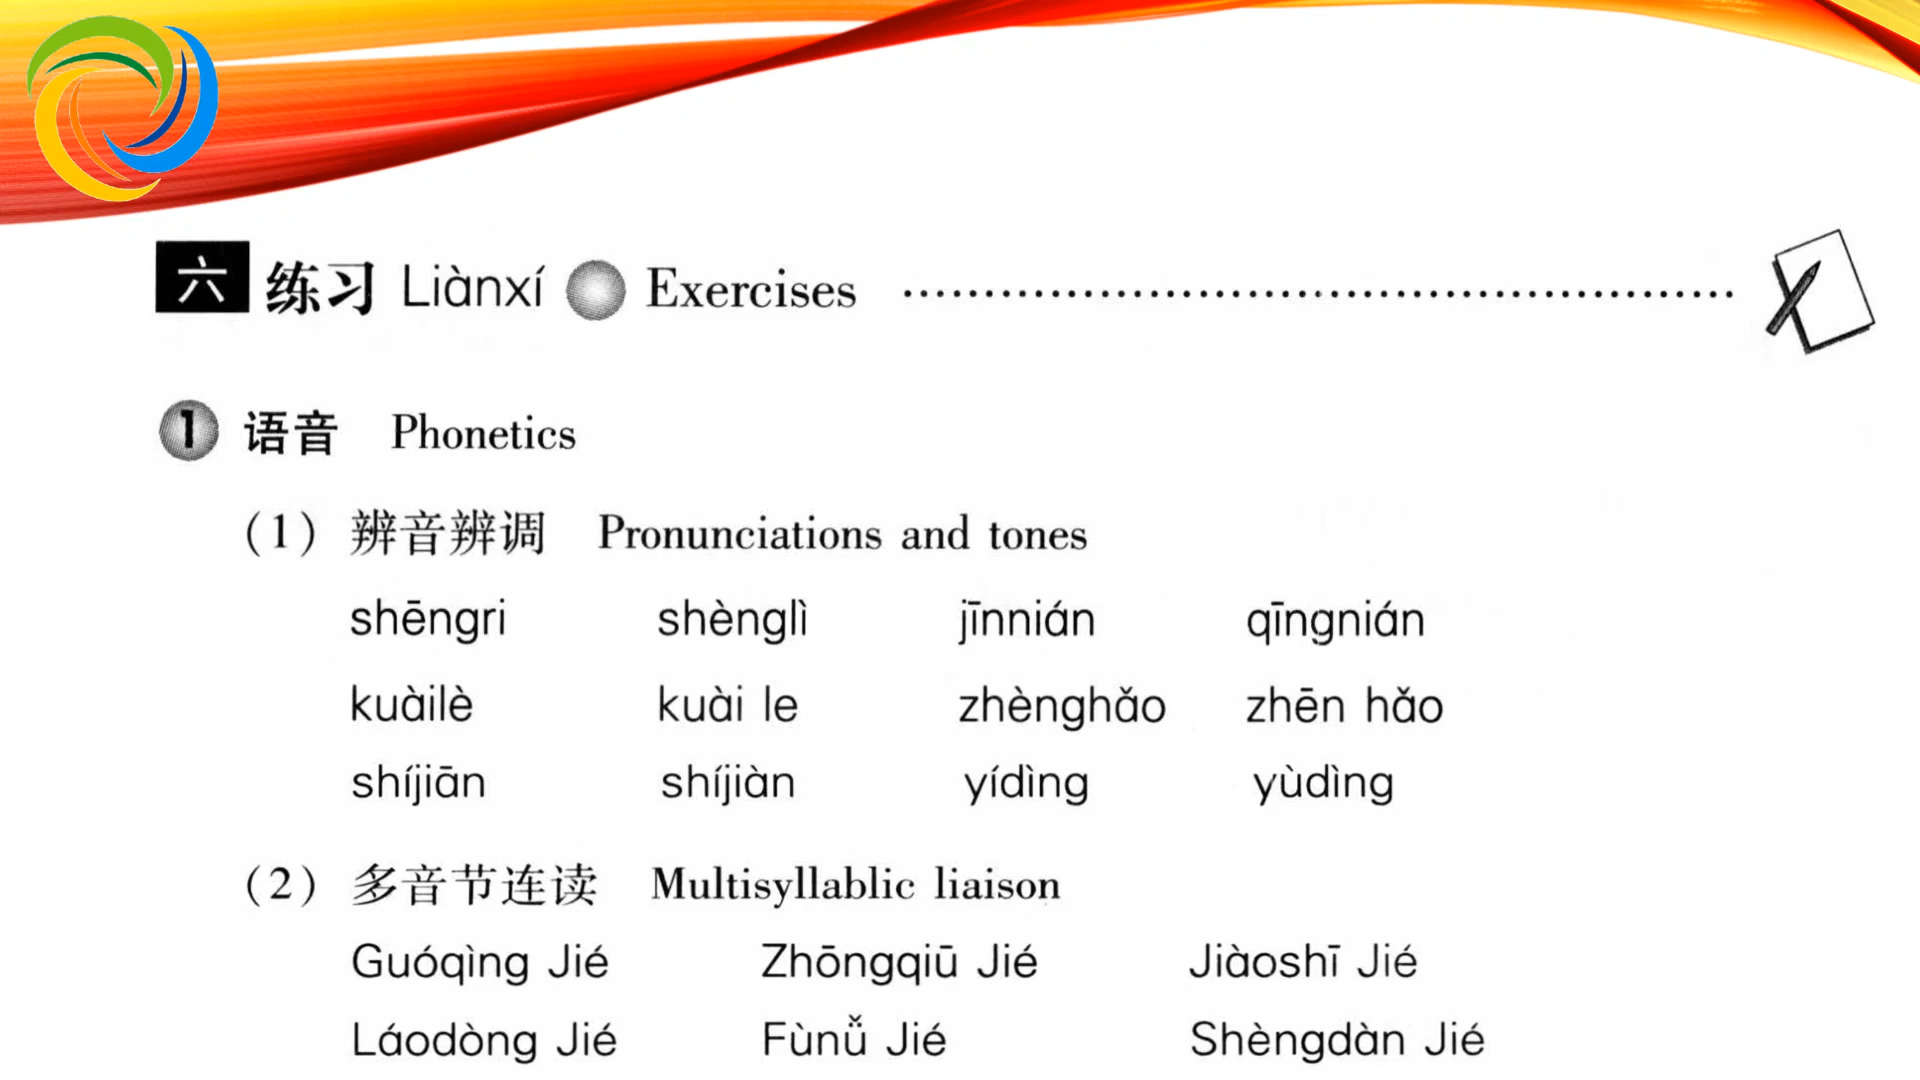 六 练习 Liànxí Exercises
1 语音 Phonetics
(1) 辨音辨调 Pronunciations and tones
shēngri shènglì jīnnián qīngnián
kuàilè kuài le zhènghǎo zhēn hǎo
shíjiān shíjiàn yídìng yùdìng
(2) 多音节连读 Multisyllablic liaison
Guóqìng Jié Zhōngqiū Jié Jiàoshī Jié
Láodòng Jié Fùnǚ Jié Shèngdàn Jié